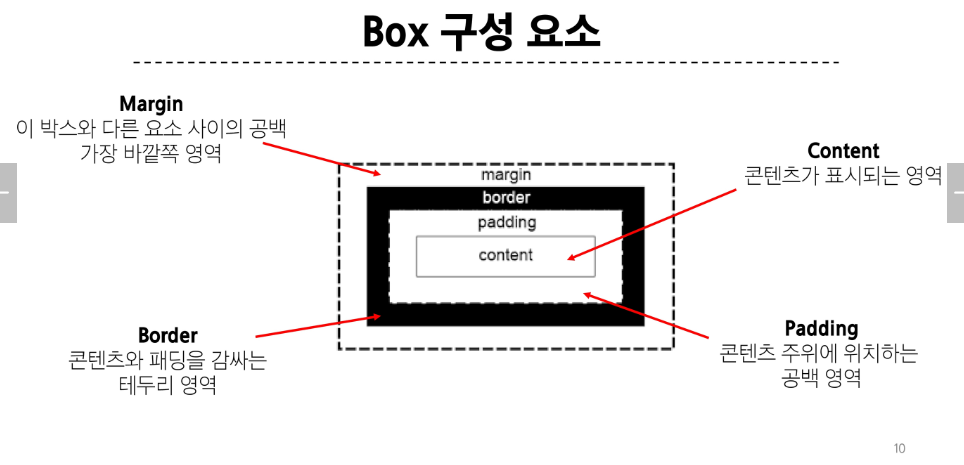 Box 구성 요소
Margin
이 박스와 다른 요소 사이의 공백
가장 바깥쪽 영역
Content
콘텐츠가 표시되는 영역
margin
border
padding
content
Border
콘텐츠와 패딩을 감싸는
테두리 영역
Padding
콘텐츠 주위에 위치하는
공백 영역
10